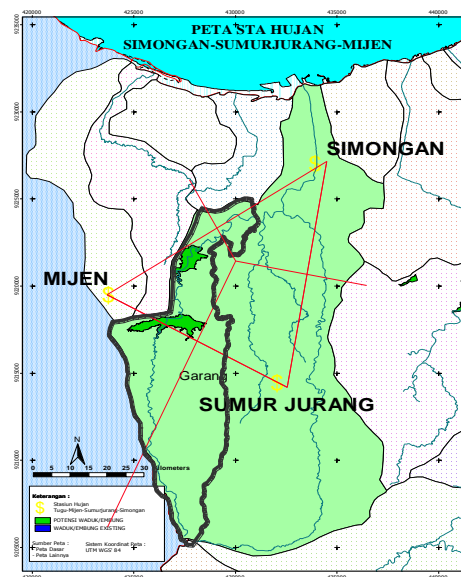 420000 425000 430000 435000 440000
PETA STA HUJAN
SIMONGAN-SUMURJURANG-MIJEN
SIMONGAN
MIJEN
Garang
SUMUR JURANG
N
0 5 10 15 20 25 30 Kilometers
Keterangan :
$ Stasiun Hujan
Tugu-Mijen-Sumurjurang-Simongan
POTENSI WADUK/EMBUNG
WADUK/EMBUNG EXISTING
Sumber Peta :
- Peta Dasar
- Peta Lainnya
Sistem Koordinat Peta :
UTM WGS' 84